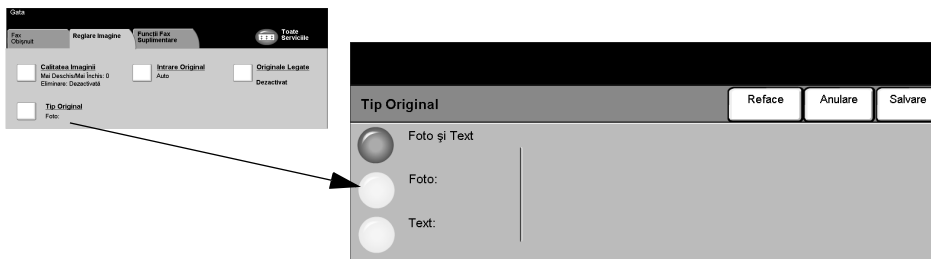 Gata
Fax
Obişnuit
Reglare Imagine
Funcţii Fax
Suplimentare
Toate
Serviciile
Calitatea Imaginii
Mai Deschis/Mai Închis: 0
Eliminare: Dezactivată
Intrare Original
Auto
Originale Legate
Dezactivat
Tip Original
Foto:
Tip Original
Reface
Anulare
Salvare
Foto şi Text
Foto:
Text: